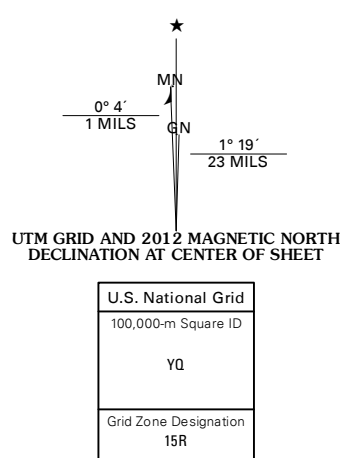 ★
MN
0° 4´
1 MILS
GN
1° 19´
23 MILS
UTM GRID AND 2012 MAGNETIC NORTH
DECLINATION AT CENTER OF SHEET
U.S. National Grid
100,000-m Square ID
YQ
Grid Zone Designation
15R